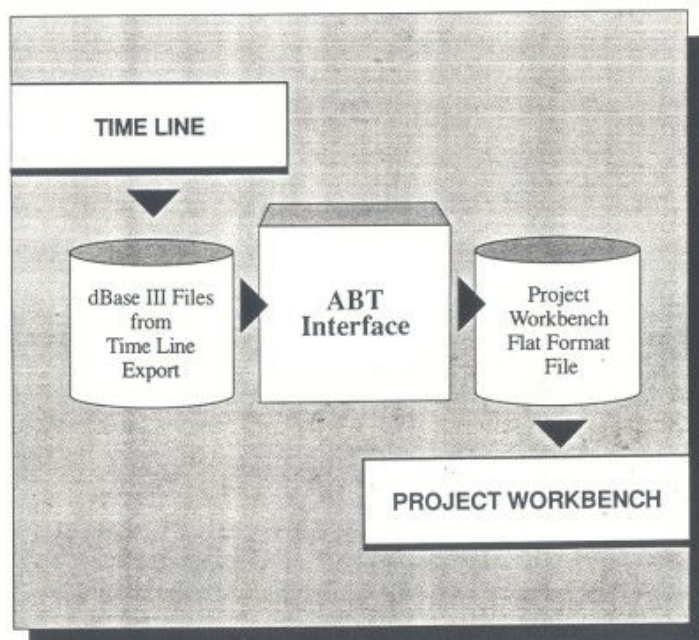 TIME LINE
dBase III Files
from
Time Line
Export
ABT
Interface
Project
Workbench
Flat Format
File
PROJECT WORKBENCH